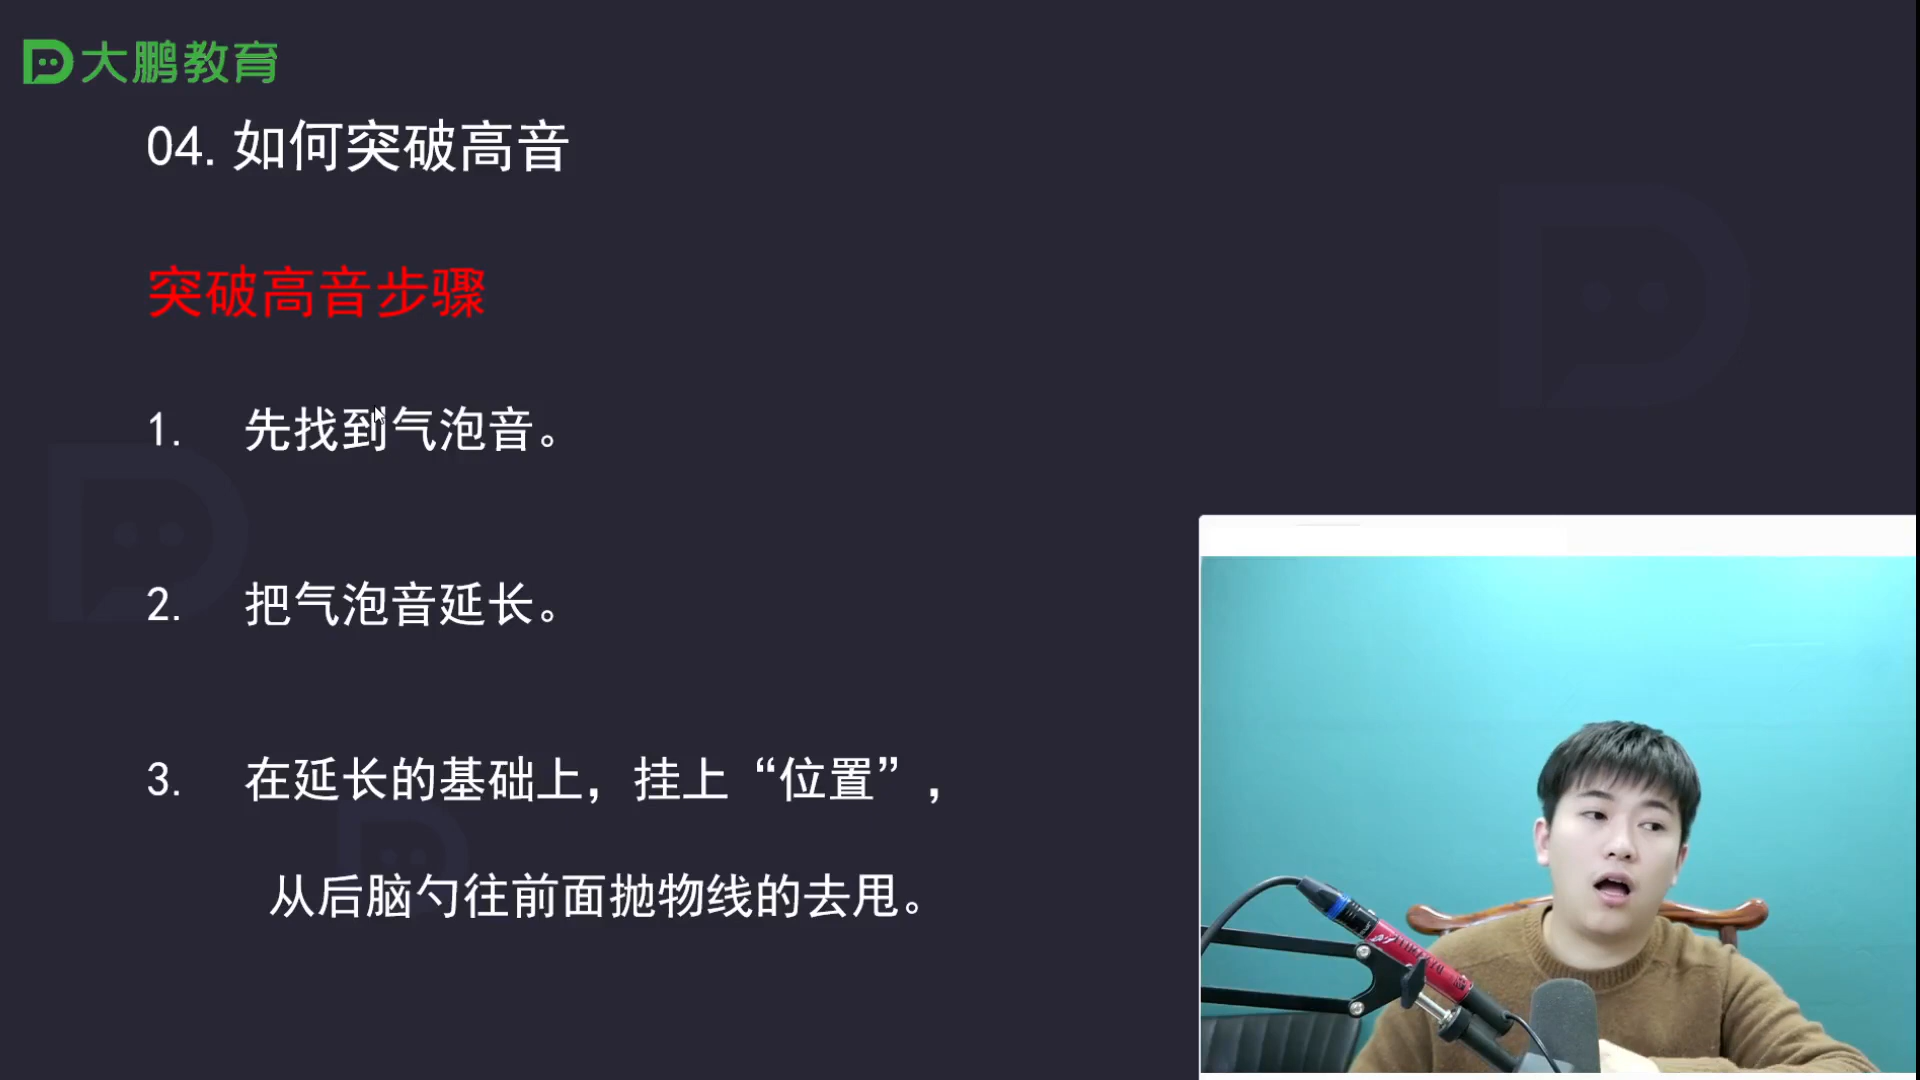 大鹏教育
04.如何突破高音
突破高音步骤
1. 先找到气泡音。
2. 把气泡音延长。
3. 在延长的基础上，挂上“位置”，
从后脑勺往前面抛物线的去甩。